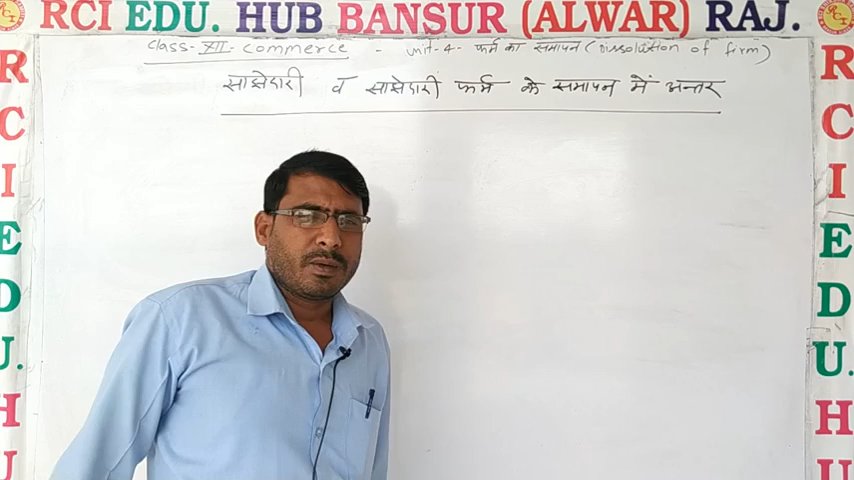 RCI EDU. HUB BANSUR (ALWAR) RAJ.
Class-XII-Commerce - unit-4- फर्म का समापन (Dissolution of firm)
साझेदारी व साझेदारी फर्म के समापन में अन्तर
R
C
I
E
D
U.
H
U
R
C
I
E
D
U.
H
U